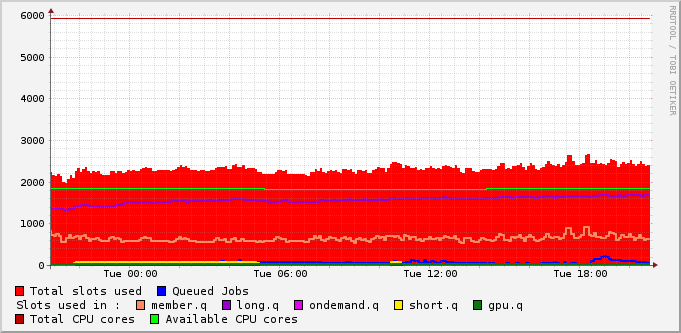 RRDTOOL / TOBI OETIKER
6000
5000
4000
3000
2000
1000
0
Tue 00:00 Tue 06:00 Tue 12:00 Tue 18:00
Total slots used Queued Jobs
Slots used in : member.q long.q ondemand.q short.q gpu.q
Total CPU cores Available CPU cores